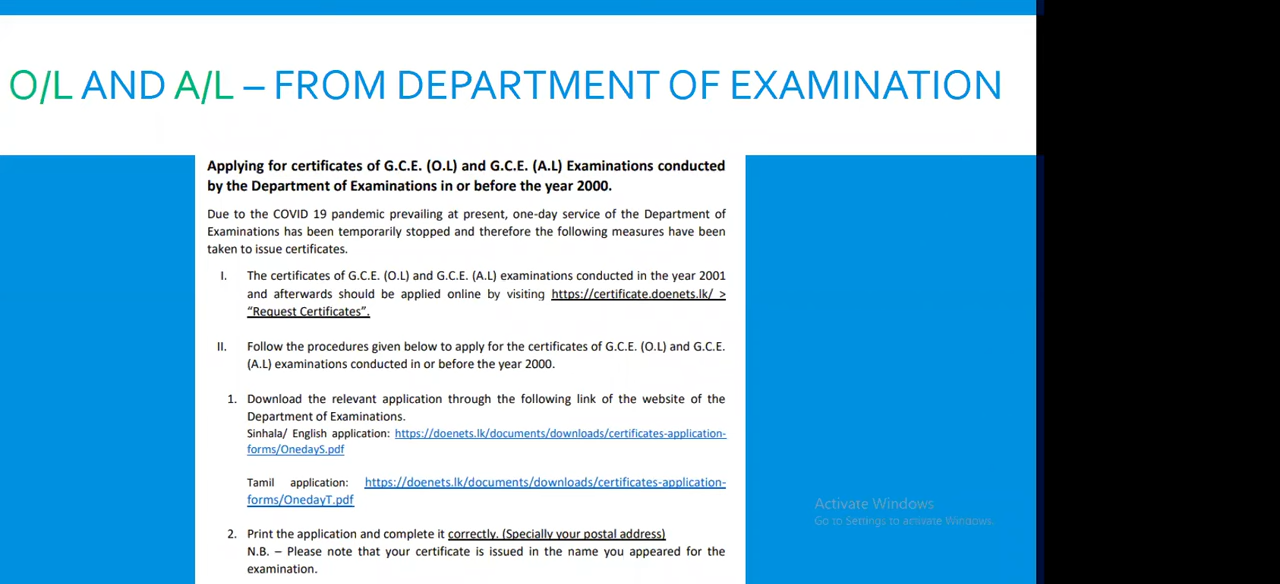 O/L AND A/L – FROM DEPARTMENT OF EXAMINATION
Applying for certificates of G.C.E. (O.L) and G.C.E. (A.L) Examinations conducted
by the Department of Examinations in or before the year 2000.
Due to the COVID 19 pandemic prevailing at present, one-day service of the Department of
Examinations has been temporarily stopped and therefore the following measures have been
taken to issue certificates.
I. The certificates of G.C.E. (O.L) and G.C.E. (A.L) examinations conducted in the year 2001
and afterwards should be applied online by visiting https://certificate.doenets.lk/ >
“Request Certificates”.
II. Follow the procedures given below to apply for the certificates of G.C.E. (O.L) and G.C.E.
(A.L) examinations conducted in or before the year 2000.
1. Download the relevant application through the following link of the website of the
Department of Examinations.
Sinhala/ English application: https://doenets.lk/documents/downloads/certificates-application-
forms/OnedayS.pdf
Tamil application: https://doenets.lk/documents/downloads/certificates-application-
forms/OnedayT.pdf
2. Print the application and complete it correctly. (Specially your postal address)
N.B. – Please note that your certificate is issued in the name you appeared for the
examination.
Activate Windows
Go to Settings to activate Windows.